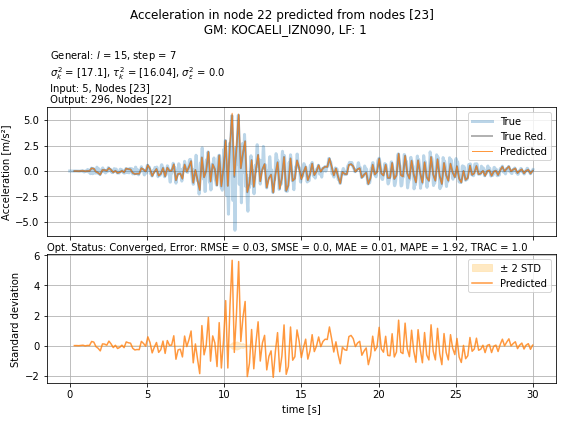 Acceleration in node 22 predicted from nodes [23]
GM: KOCAELI_IZN090, LF: 1
General: l = 15, step = 7
σ²ₖ = [17.1], τ²ₖ = [16.04], σ²ε = 0.0
Input: 5, Nodes [23]
Output: 296, Nodes [22]
Acceleration [m/s²]
5.0
2.5
0.0
−2.5
−5.0
True
True Red.
Predicted
Opt. Status: Converged, Error: RMSE = 0.03, SMSE = 0.0, MAE = 0.01, MAPE = 1.92, TRAC = 1.0
Standard deviation
6
4
2
0
−2
± 2 STD
Predicted
0 5 10 15 20 25 30
time [s]